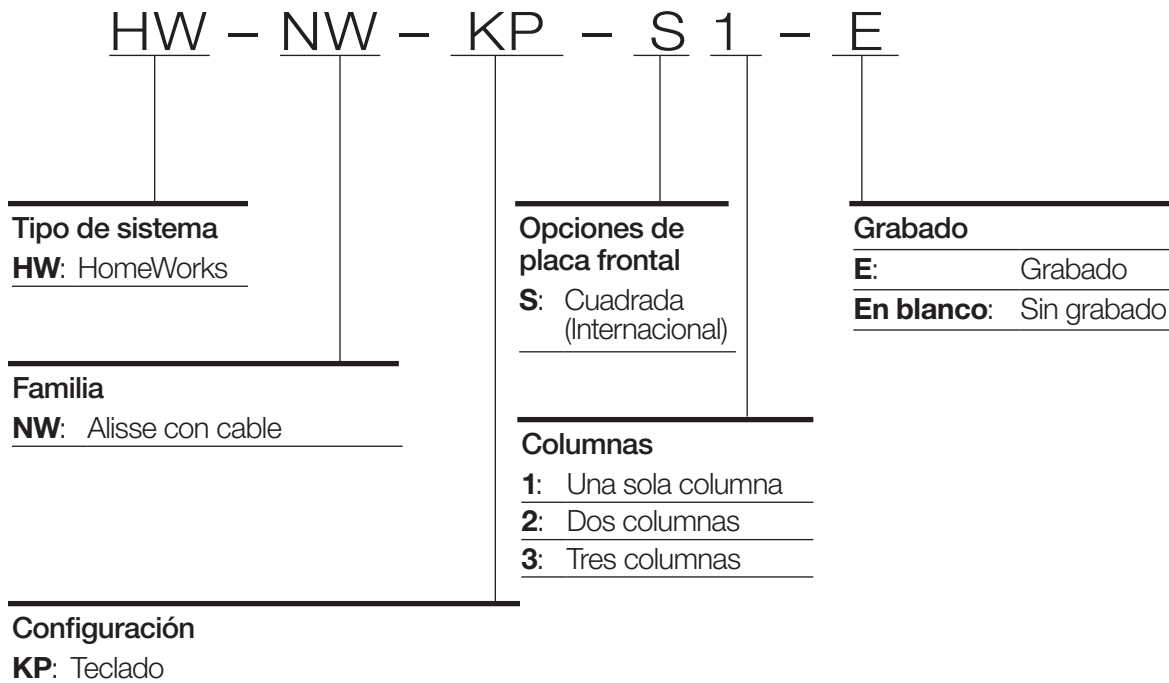 HW – NW – KP – S 1 – E
Tipo de sistema
HW: HomeWorks
Familia
NW: Alisse con cable
Configuración
KP: Teclado
Opciones de
placa frontal
S: Cuadrada
(Internacional)
Columnas
1: Una sola columna
2: Dos columnas
3: Tres columnas
Grabado
E: Grabado
En blanco: Sin grabado